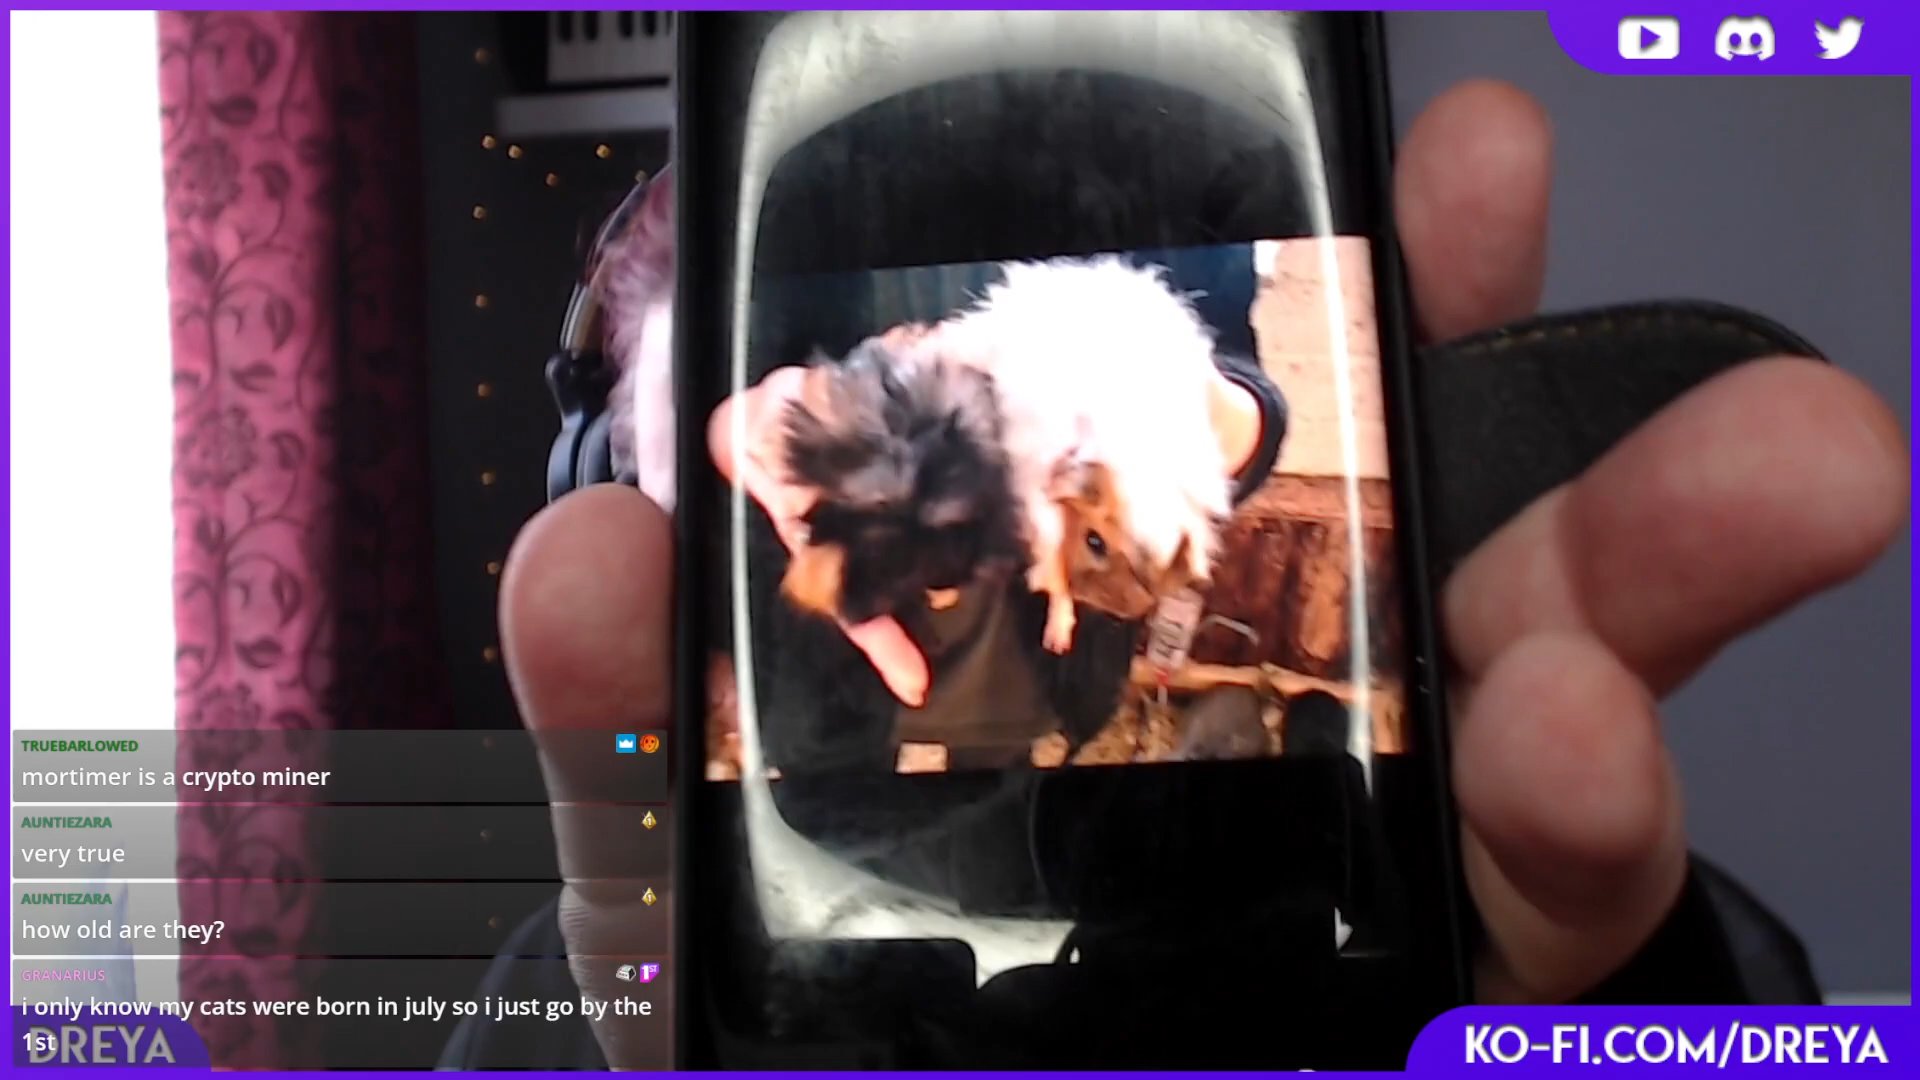 TRUEBARLOWED
mortimer is a crypto miner
AUNTIEZARA
very true
AUNTIEZARA
how old are they?
GRANARIUS
i only know my cats were born in july so i just go by the
1st
DREYA
KO-FI.COM/DREYA